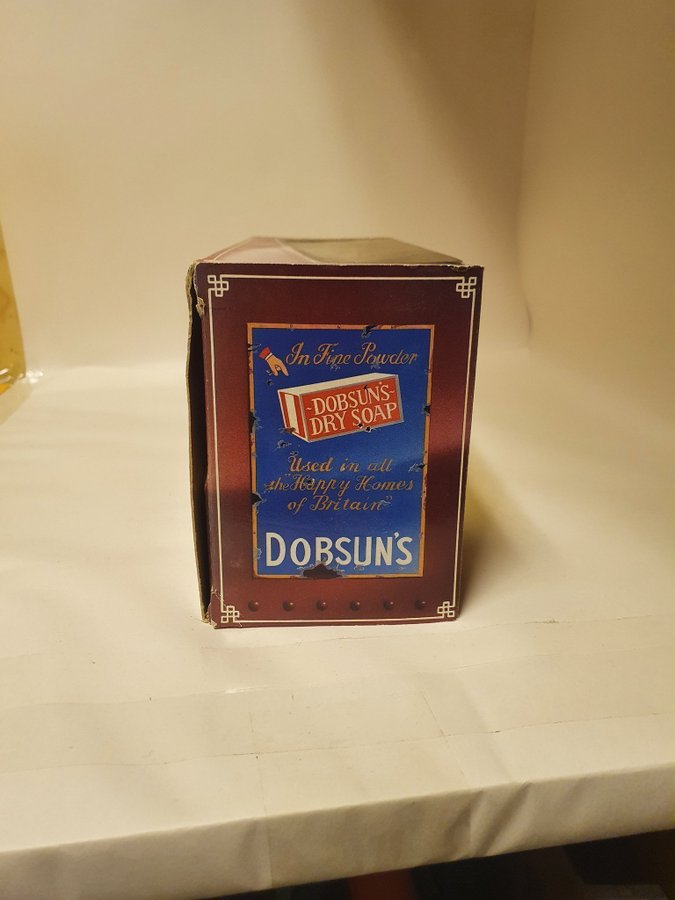 In Fine Powder
~DOBSUN'S~
DRY SOAP
"Used in all
the "Happy Homes
of Britain"
DOBSUN'S